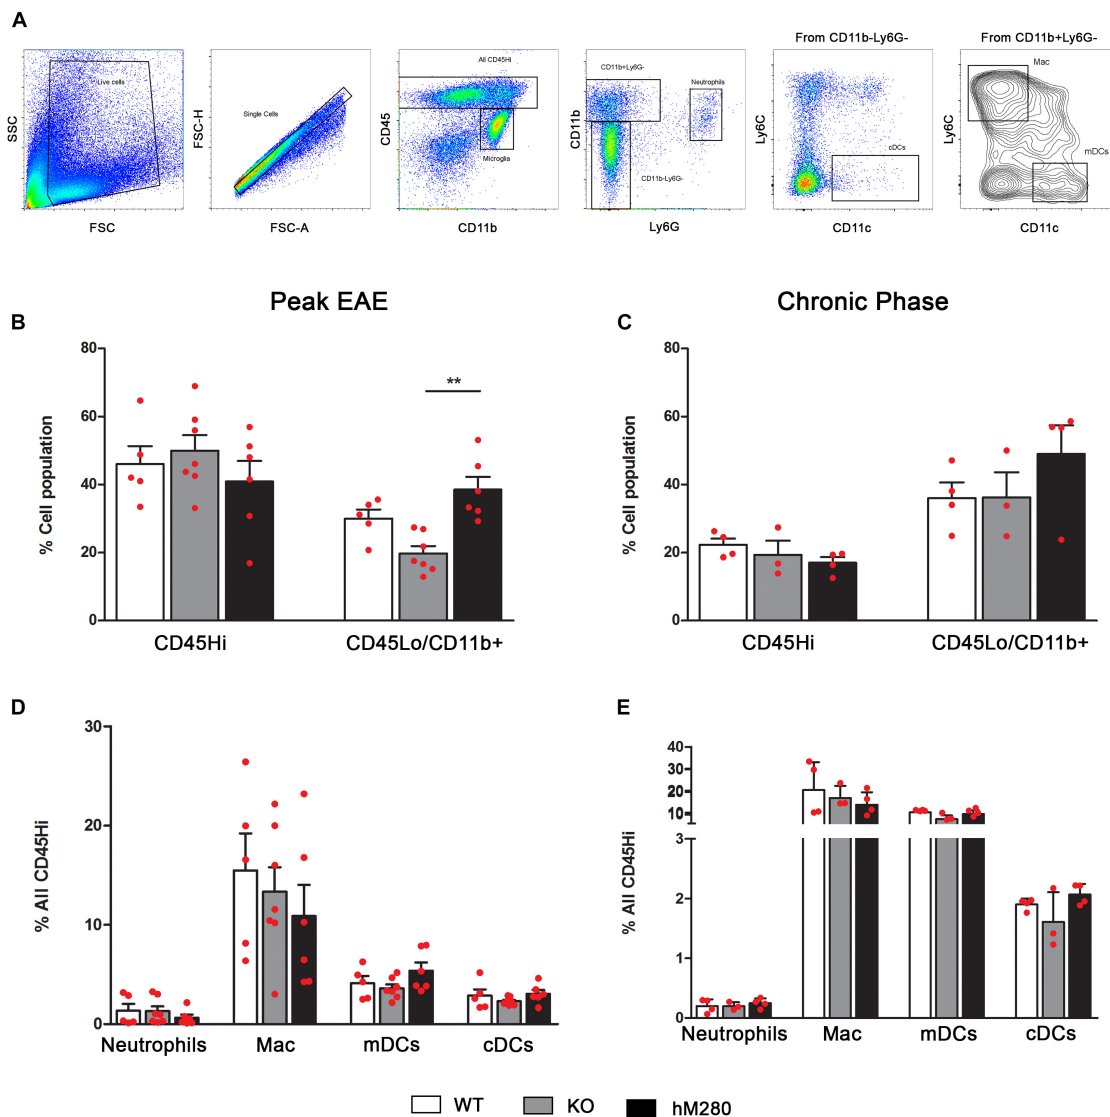 A
From CD11b-Ly6G-
From CD11b+Ly6G-
Live cells
SSC
FSC
Single Cells
FSC-H
FSC-A
All CD45Hi
Microglia
CD45
CD11b
CD11b+Ly6G-
Neutrophils
CD11b-Ly6G-
CD11b
Ly6G
cDCs
Ly6C
CD11c
Mac
mDCs
Ly6C
CD11c
Peak EAE
Chronic Phase
B
% Cell population
80
60
40
20
0
**
CD45Hi
CD45Lo/CD11b+
C
% Cell population
80
60
40
20
0
CD45Hi
CD45Lo/CD11b+
D
% All CD45Hi
30
20
10
0
Neutrophils
Mac
mDCs
cDCs
E
% All CD45Hi
40
30
20
10
3
2
1
0
Neutrophils
Mac
mDCs
cDCs
WT
KO
hM280